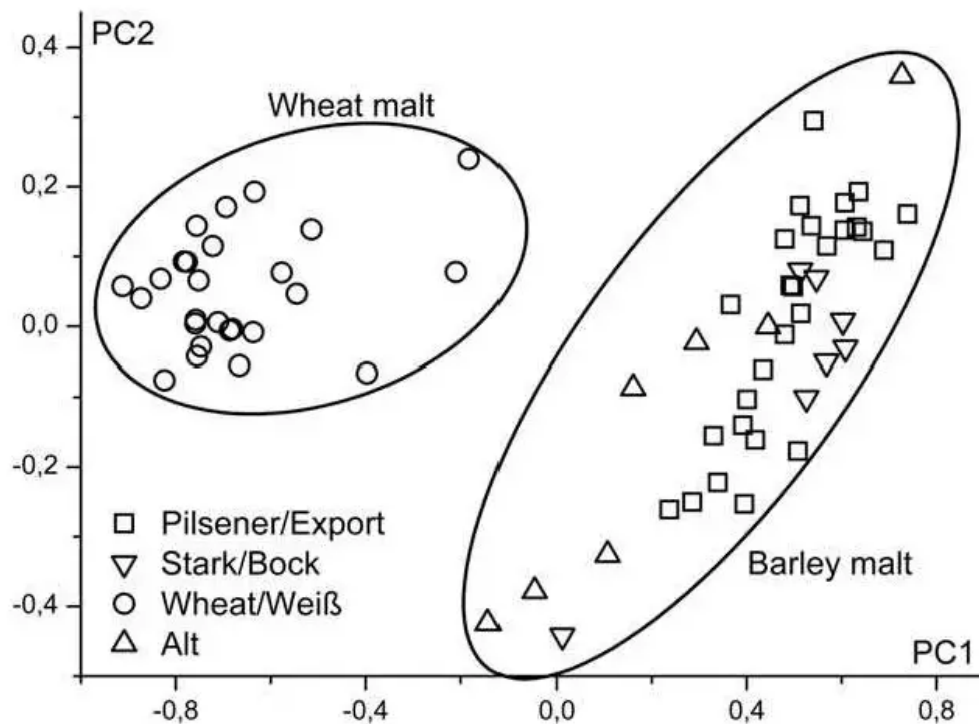 PC2
0,4
Wheat malt
0,2
0,0
-0,2
Pilsener/Export
Stark/Bock
Wheat/Weiß
Alt
Barley malt
-0,4
PC1
-0,8
-0,4
0,0
0,4
0,8